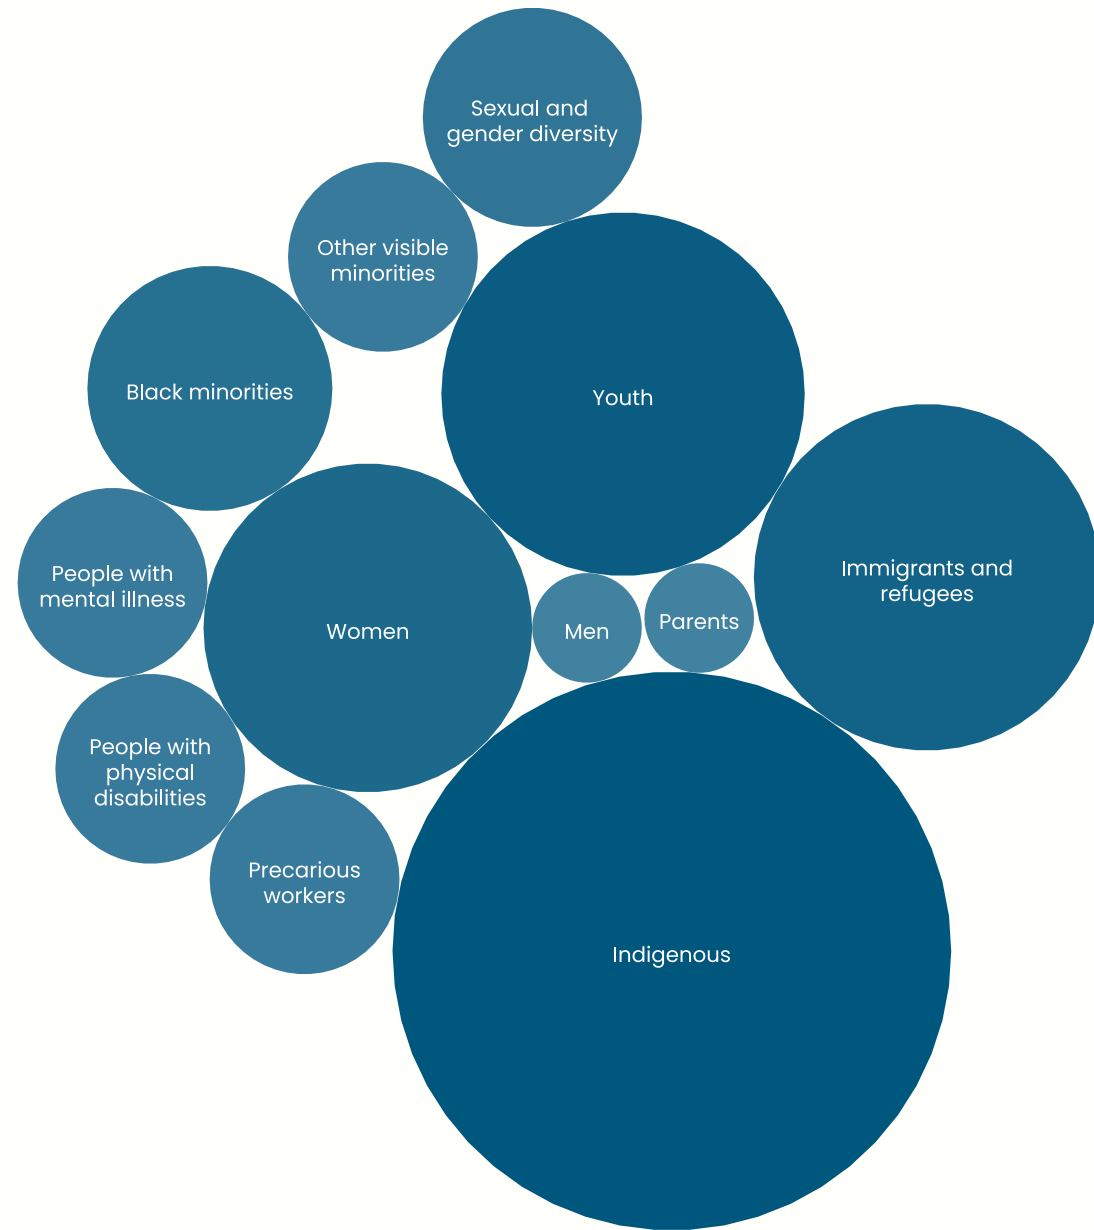 Sexual and
gender diversity
Other visible
minorities
Black minorities
Youth
Immigrants and
refugees
People with
mental illness
Women
Men
Parents
People with
physical
disabilities
Precarious
workers
Indigenous